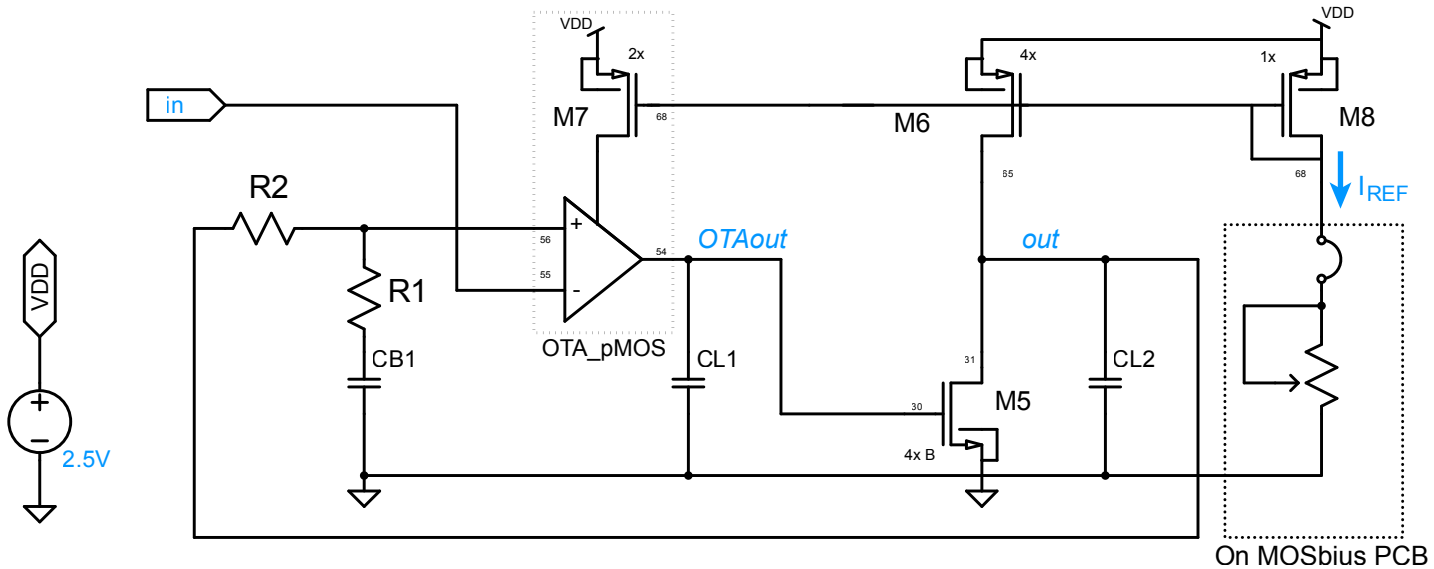 VDD
2x
M7
68
4x
M6
65
VDD
1x
M8
68
IREF
in
R2
56
+
55
-
54
OTAout
out
OTA_pMOS
R1
CB1
CL1
31
30
M5
4x B
CL2
VDD
+
–
2.5V
On MOSbius PCB